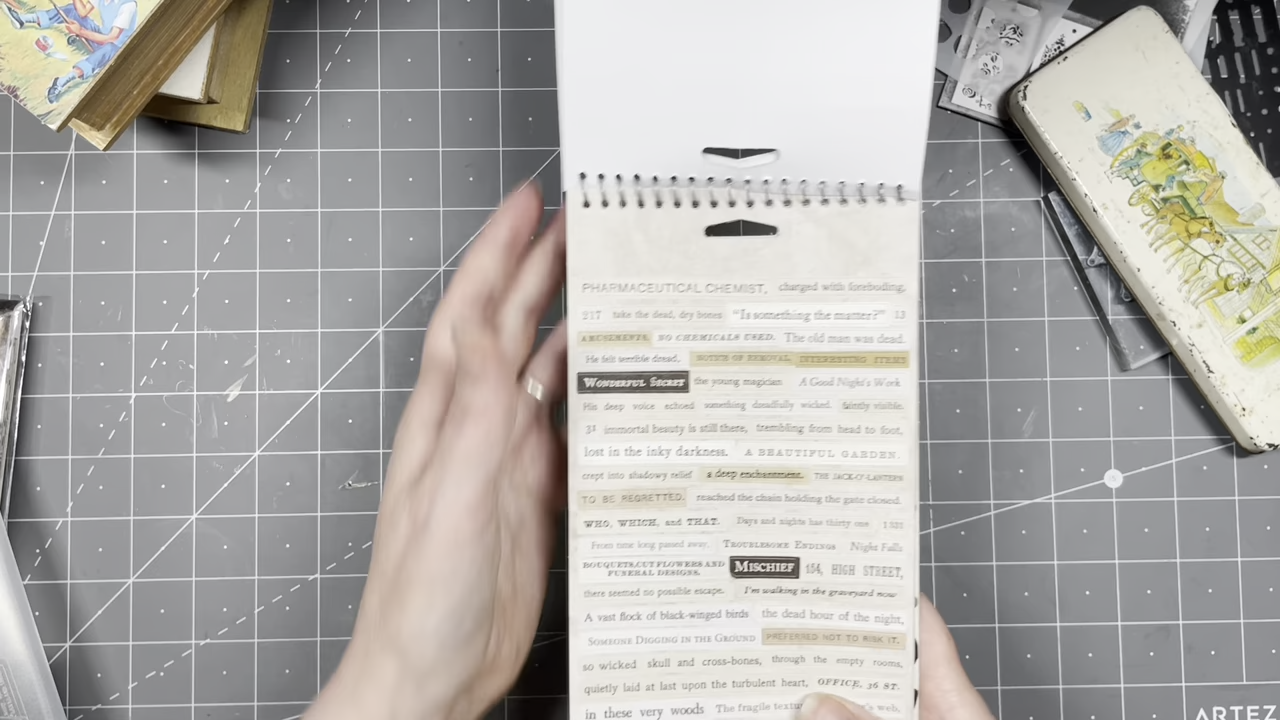 PHARMACEUTICAL CHEMIST, charged with foreboding,
217 take the dead, dry bones "Is something the matter?" 13
AMUSEMENTS. NO CHEMICALS USED. The old man was dead.
He felt terrible dread. NOTICE OF REMOVAL INTERESTING ITEMS
WONDERFUL SECRET the young magician A Good Night's Work
His deep voice echoed something dreadfully wicked. faintly visible.
31 immortal beauty is still there, trembling from head to foot,
lost in the inky darkness. A BEAUTIFUL GARDEN.
crept into shadowy relief a deep enchantment. THE JACK-O'-LANTERN
TO BE REGRETTED. reached the chain holding the gate closed.
WHO, WHICH, and THAT. Days and nights has thirty one
From time long passed away. TROUBLESOME ENDINGS Night Falls
BOUQUETS, CUT FLOWERS AND
FUNERAL DESIGNS. MISCHIEF 154, HIGH STREET,
there seemed no possible escape. I'm walking in the graveyard now
A vast flock of black-winged birds the dead hour of the night,
SOMEONE DIGGING IN THE GROUND PREFERRED NOT TO RISK IT.
so wicked skull and cross-bones, through the empty rooms,
quietly laid at last upon the turbulent heart, OFFICE, 36 ST.
in these very woods The fragile web,
ARTEZ